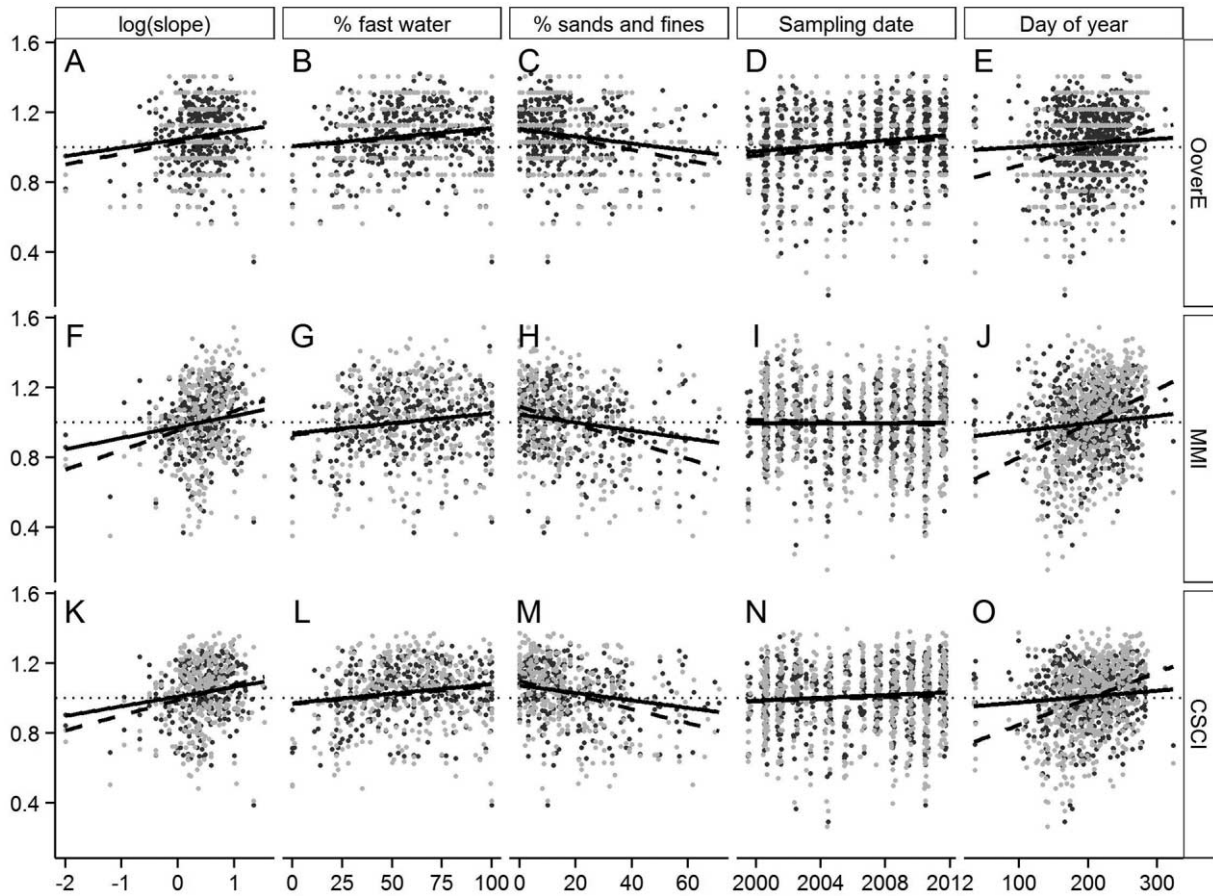 log(slope) % fast water % sands and fines Sampling date Day of year
1.6
A B C D E
1.2
0.8
0.4
OoverE
F G H I J
1.2
0.8
0.4
MMI
1.6
K L M N O
1.2
0.8
0.4
CSCI
-2 -1 0 1 0 25 50 75 100 0 20 40 60 2000 2004 2008 2012 100 200 300